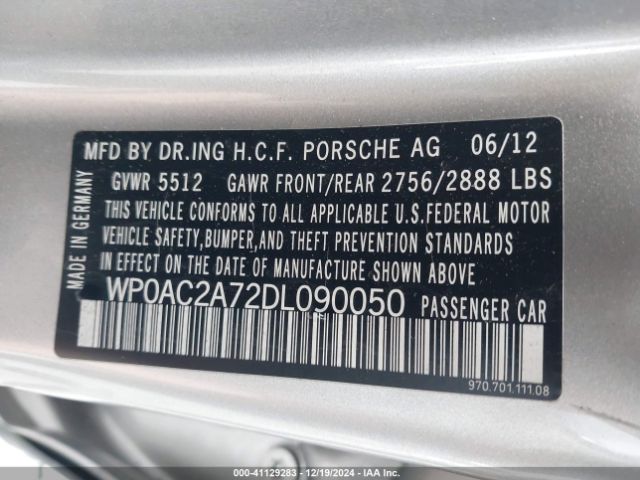 MFD BY DR.ING H.C.F. PORSCHE AG 06/12
GVWR 5512 GAWR FRONT/REAR 2756/2888 LBS
THIS VEHICLE CONFORMS TO ALL APPLICABLE U.S.FEDERAL MOTOR
VEHICLE SAFETY,BUMPER,AND THEFT PREVENTION STANDARDS
IN EFFECT ON THE DATE OF MANUFACTURE SHOWN ABOVE.
WP0AC2A72DL090050 PASSENGER CAR
MADE IN GERMANY
970.701.111.08
© 41129283 - 12/19/2024 - IAA Inc.